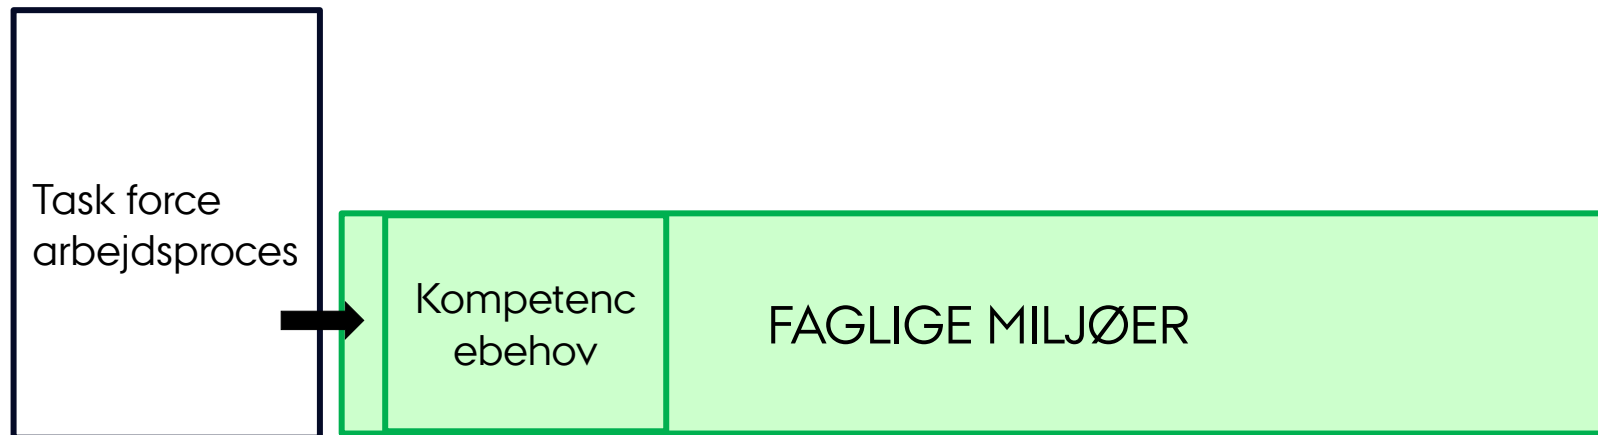 Task force
arbejdsproces
Kompetenc
ebehov
FAGLIGE MILJØER